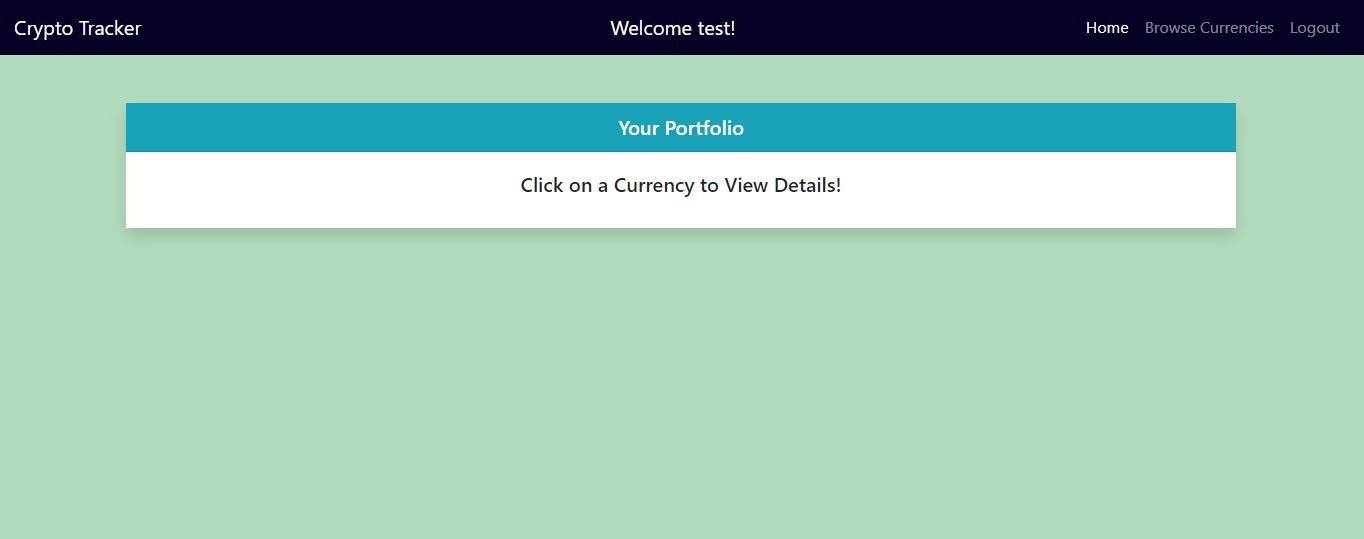 Crypto Tracker Welcome test! Home Browse Currencies Logout
Your Portfolio
Click on a Currency to View Details!